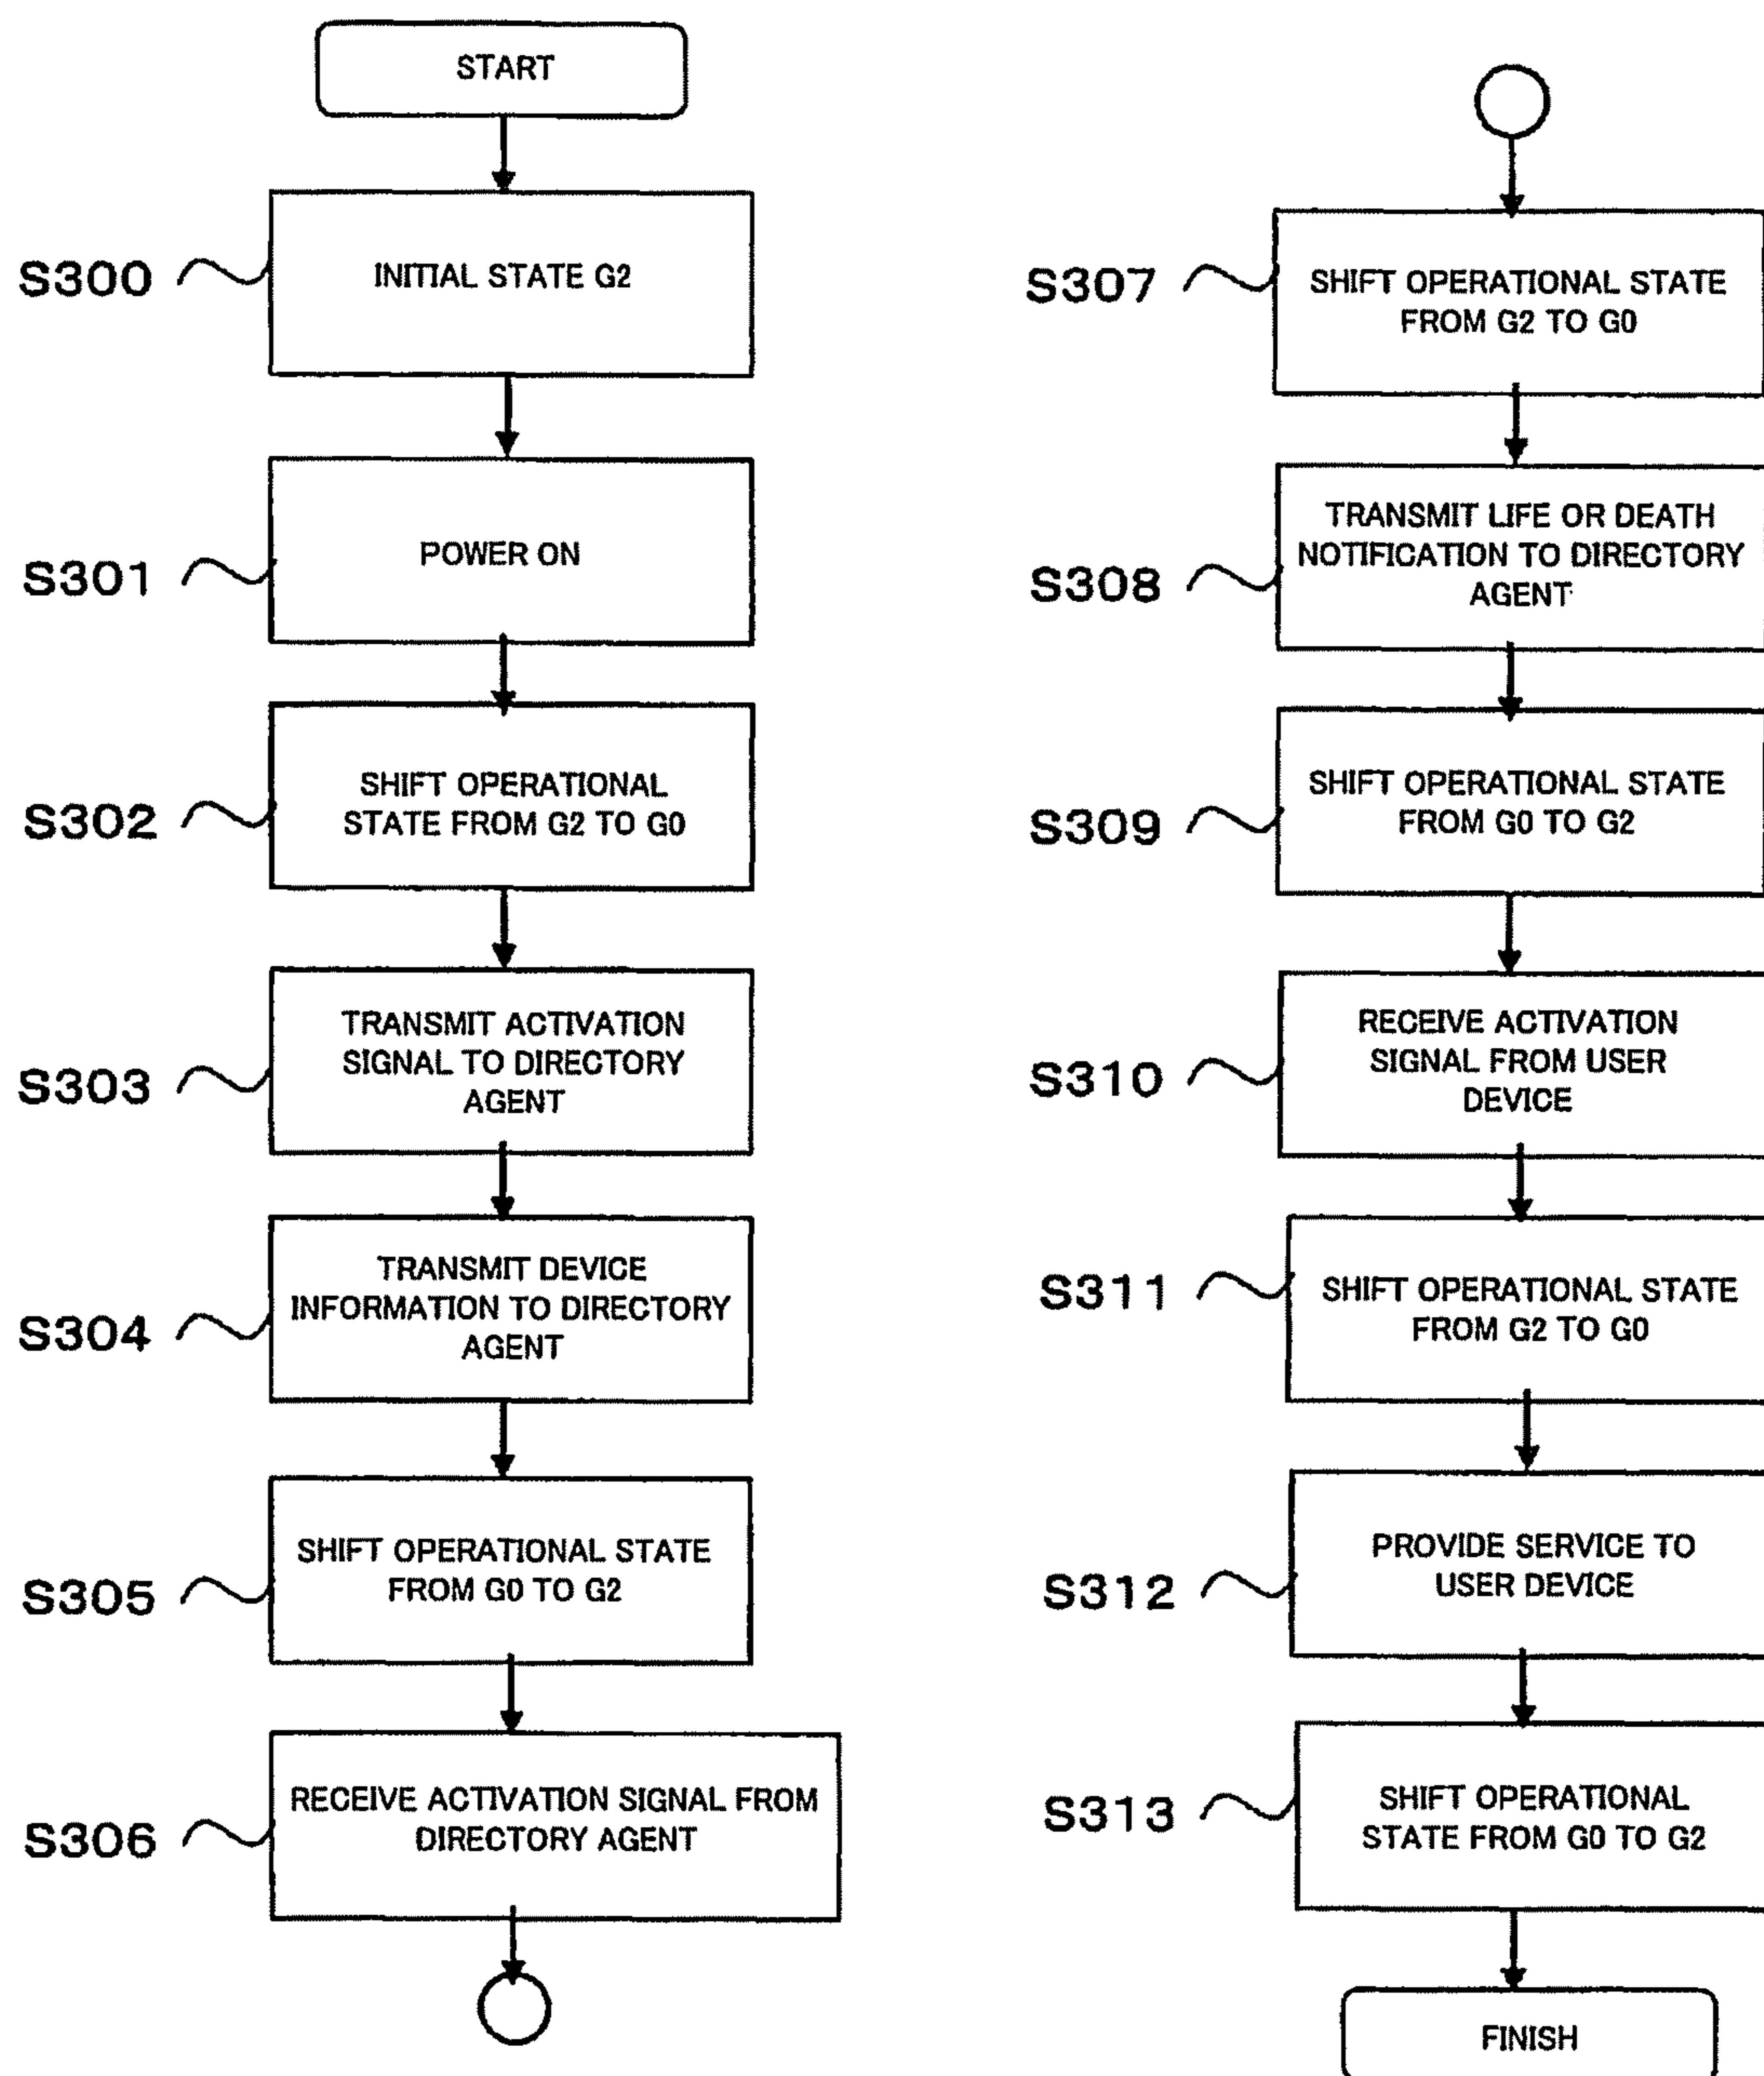 START
S300
INITIAL STATE G2
S301
POWER ON
S302
SHIFT OPERATIONAL
STATE FROM G2 TO G0
S303
TRANSMIT ACTIVATION
SIGNAL TO DIRECTORY
AGENT
S304
TRANSMIT DEVICE
INFORMATION TO DIRECTORY
AGENT
S305
SHIFT OPERATIONAL STATE
FROM G0 TO G2
S306
RECEIVE ACTIVATION SIGNAL FROM
DIRECTORY AGENT
S307
SHIFT OPERATIONAL STATE
FROM G2 TO G0
S308
TRANSMIT LIFE OR DEATH
NOTIFICATION TO DIRECTORY
AGENT
S309
SHIFT OPERATIONAL STATE
FROM G0 TO G2
S310
RECEIVE ACTIVATION
SIGNAL FROM USER
DEVICE
S311
SHIFT OPERATIONAL STATE
FROM G2 TO G0
S312
PROVIDE SERVICE TO
USER DEVICE
S313
SHIFT OPERATIONAL
STATE FROM G0 TO G2
FINISH